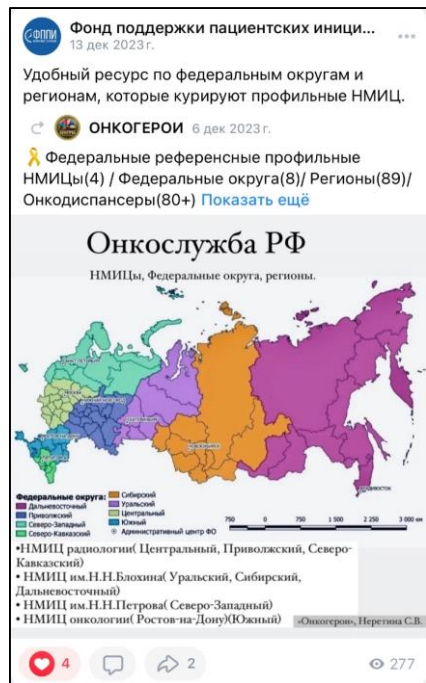 ФППИ
Фонд поддержки пациентских иници...
13 дек 2023 г.
Удобный ресурс по федеральным округам и
регионам, которые курируют профильные НМИЦ.
ОНКОГЕРОИ 6 дек 2023 г.
🎗 Федеральные референсные профильные
НМИЦы(4) / Федеральные округа(8)/ Регионы(89)/
Онкодиспансеры(80+) Показать ещё
Онкослужба РФ
НМИЦы, Федеральные округа, регионы.
Федеральные округа:
Дальневосточный
Приволжский
Северо-Западный
Северо-Кавказский
Сибирский
Уральский
Центральный
Южный
Административный центр ФО
750 0 750 1 500 2 250 3 000 км
•НМИЦ радиологии( Центральный, Приволжский, Северо-
Кавказский)
• НМИЦ им.Н.Н.Блохина( Уральский, Сибирский,
Дальневосточный)
• НМИЦ им.Н.Н.Петрова( Северо-Западный)
• НМИЦ онкологии( Ростов-на-Дону)(Южный)
«Онкогерои», Неретина С.В.
4
2
277